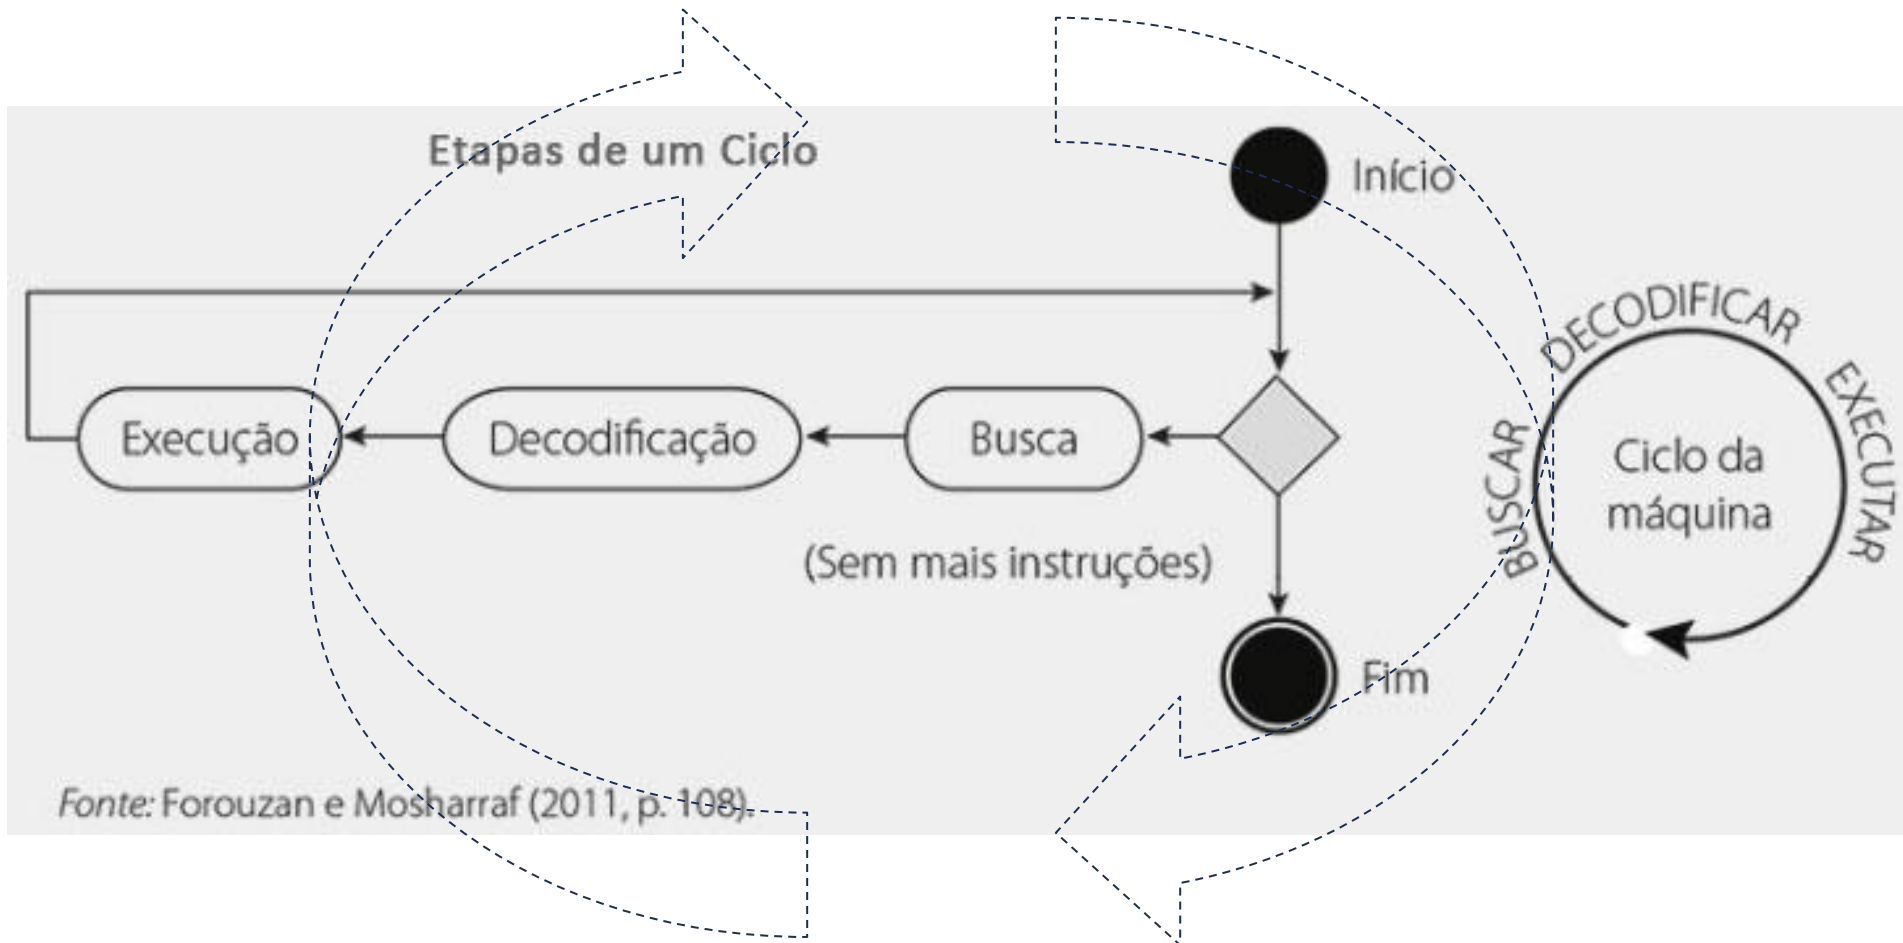 Etapas de um Ciclo
Início
Execução
Decodificação
Busca
(Sem mais instruções)
Fim
BUSCAR
DECODIFICAR
EXECUTAR
Ciclo da
máquina
Fonte: Forouzan e Mosharraf (2011, p. 108).